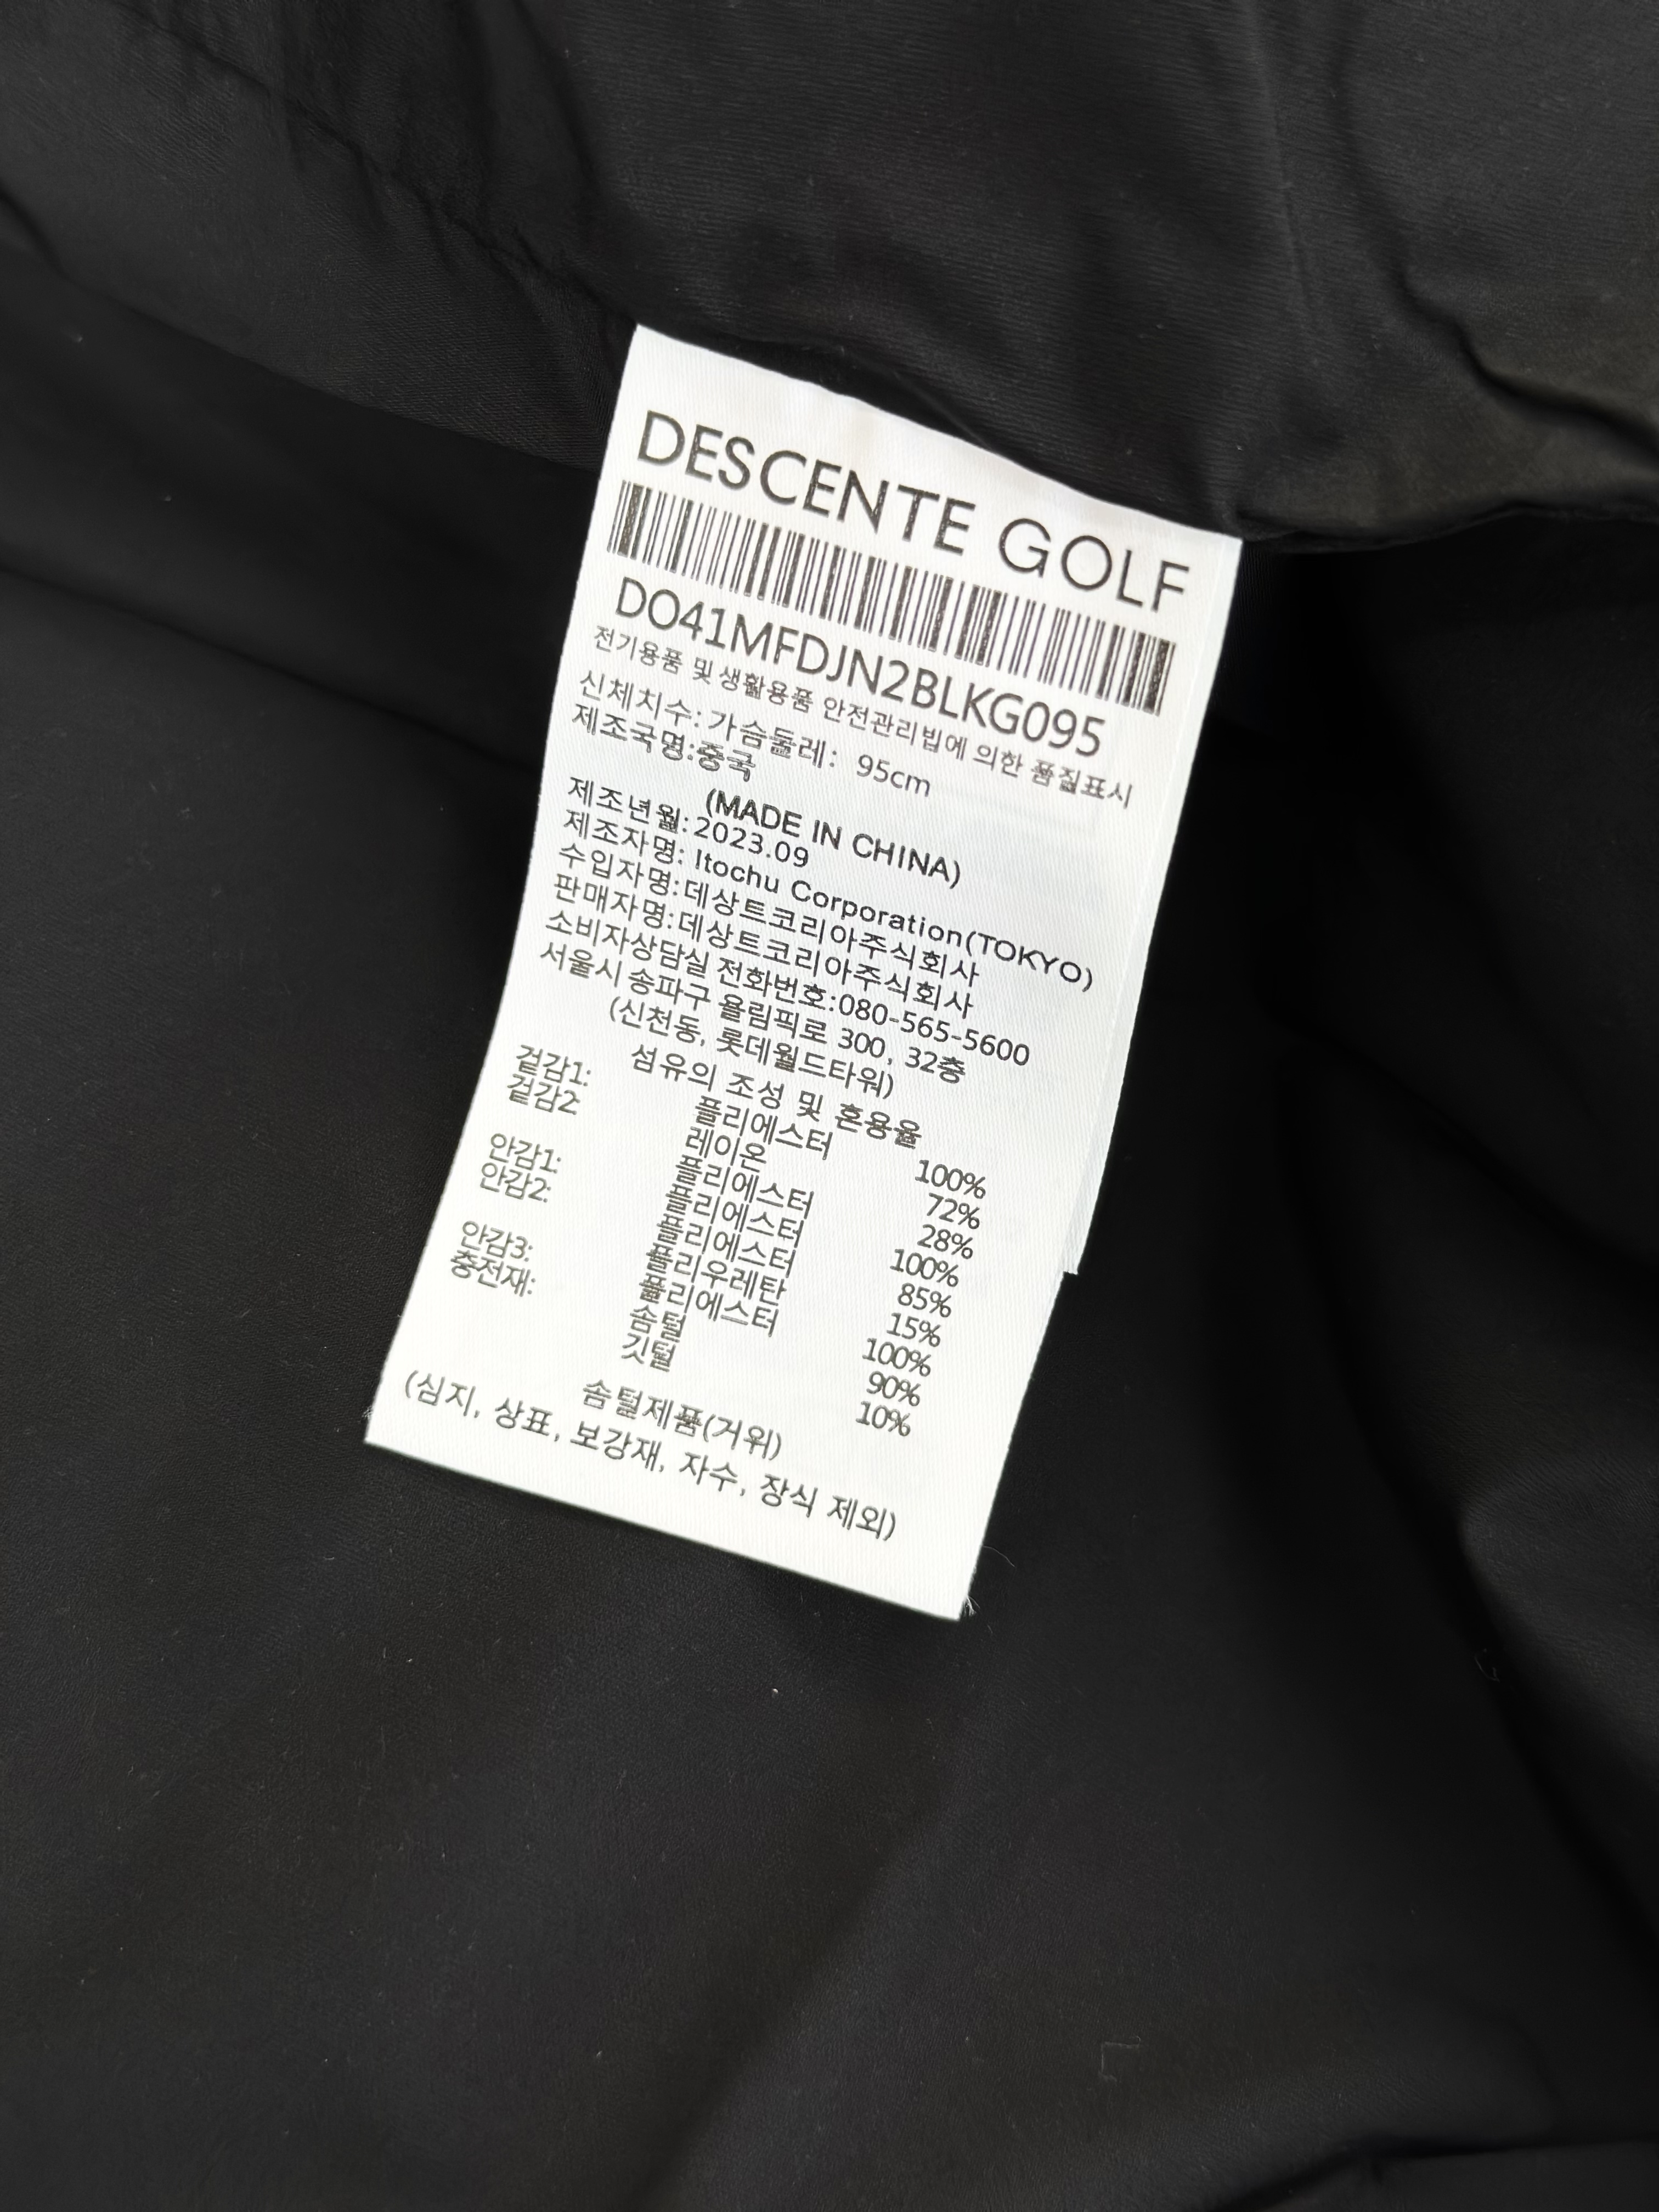 DESCENTE GOLF
DO41MFDJN2BLKG095
전기용품 및 생활용품 안전관리법에 의한 품질표시
신체치수: 가슴둘레: 95cm
제조국명:중국
(MADE IN CHINA)
제조년월: 2023.09
제조자명: Itochu Corporation(TOKYO)
수입자명:데상트코리아주식회사
판매자명:데상트코리아주식회사
소비자상담실 전화번호:080-565-5600
서울시 송파구 올림픽로 300, 32층
(신천동, 롯데월드타워)
섬유의 조성 및 혼용율
겉감1: 폴리에스터 100%
겉감2: 레이온 72%
폴리에스터 28%
안감1: 폴리에스터 100%
안감2: 폴리에스터 85%
폴리우레탄 15%
안감3: 폴리에스터 100%
충전재: 솜털 90%
깃털 10%
솜털제품(거위)
(심지, 상표, 보강재, 자수, 장식 제외)